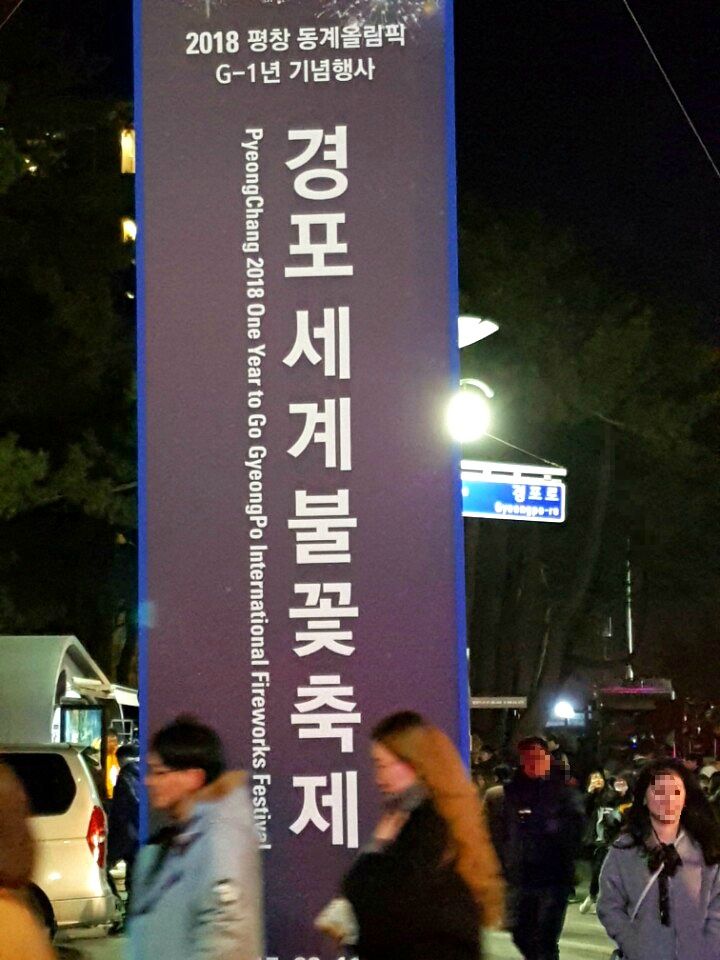 2018 평창 동계올림픽
G-1년 기념행사
경포 세계불꽃축제
PyeongChang 2018 One Year to Go GyeongPo International Fireworks Festival
경포로
Gyeongpo-ro